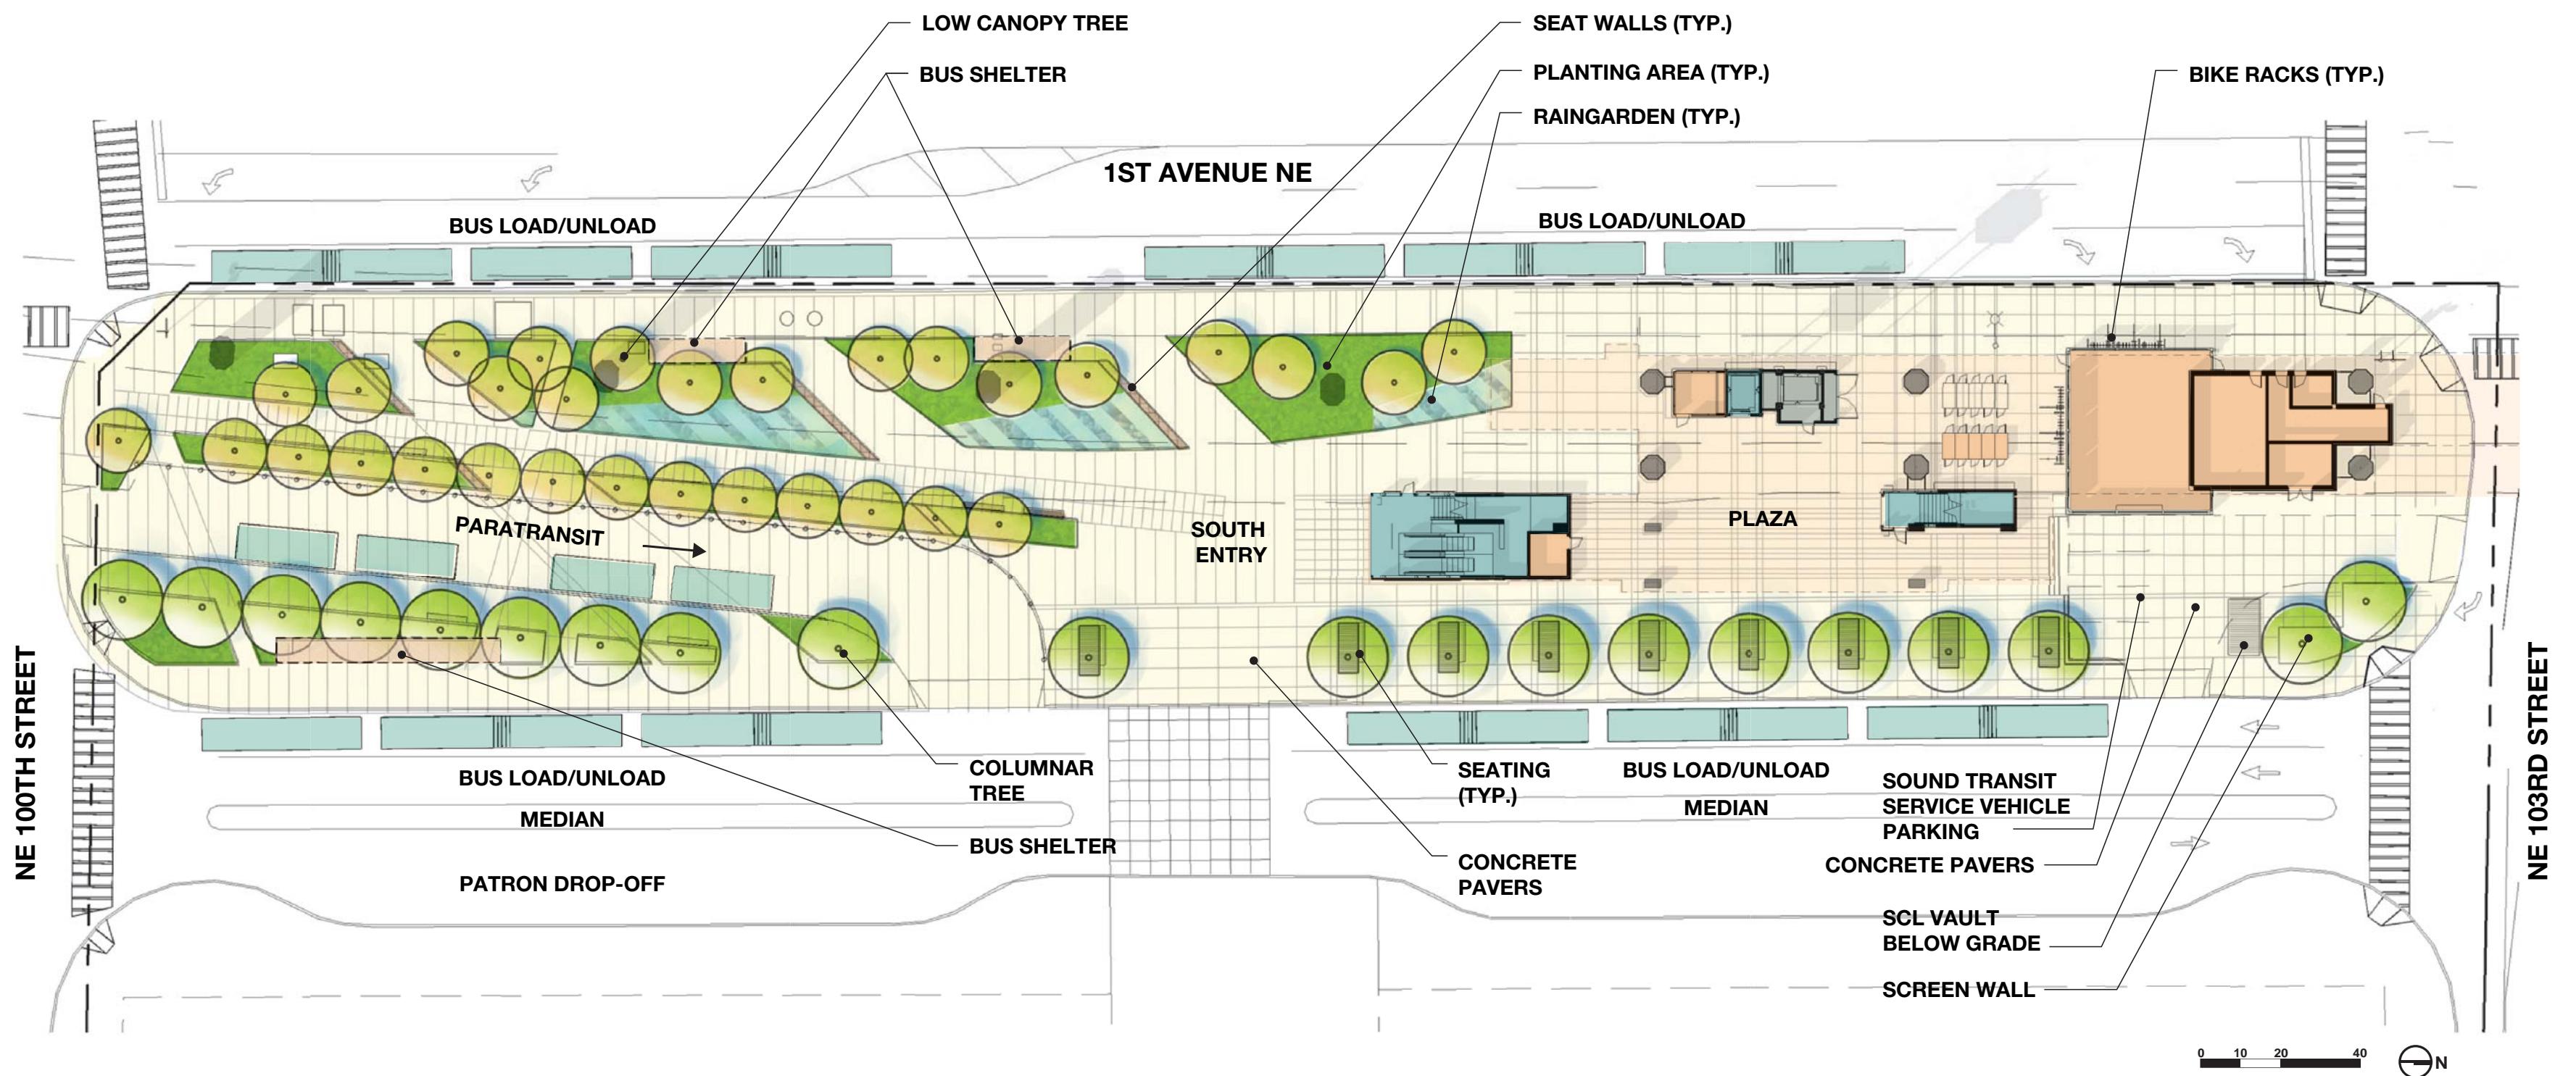 LOW CANOPY TREE
BUS SHELTER
SEAT WALLS (TYP.)
PLANTING AREA (TYP.)
RAINGARDEN (TYP.)
BIKE RACKS (TYP.)
1ST AVENUE NE
BUS LOAD/UNLOAD
BUS LOAD/UNLOAD
PARATRANSIT
SOUTH
ENTRY
PLAZA
NE 100TH STREET
NE 103RD STREET
BUS LOAD/UNLOAD
MEDIAN
PATRON DROP-OFF
COLUMNAR
TREE
BUS SHELTER
SEATING
(TYP.)
CONCRETE
PAVERS
BUS LOAD/UNLOAD
MEDIAN
SOUND TRANSIT
SERVICE VEHICLE
PARKING
CONCRETE PAVERS
SCL VAULT
BELOW GRADE
SCREEN WALL
0 10 20 40
N